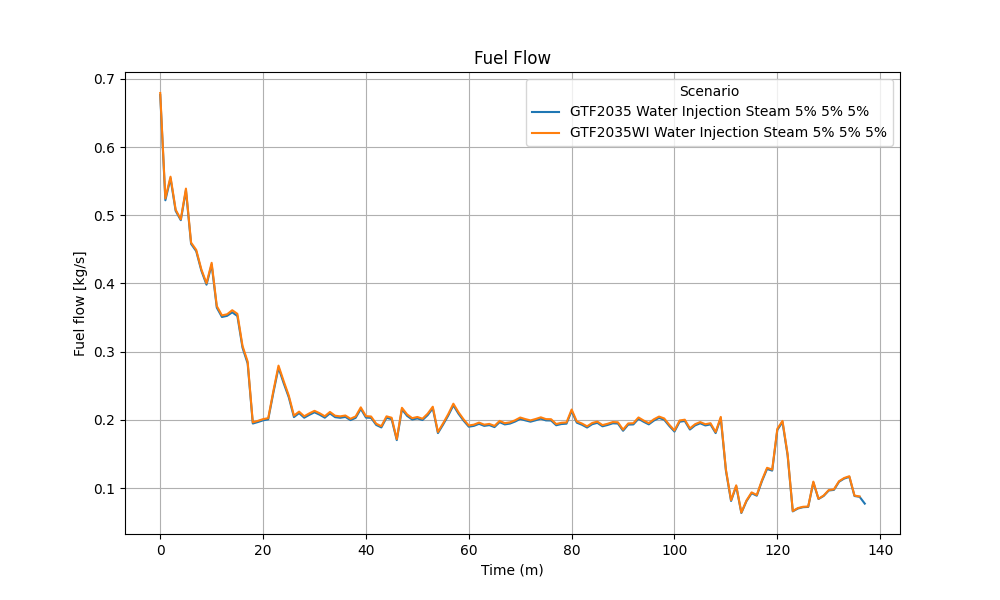 Fuel Flow
Scenario
GTF2035 Water Injection Steam 5% 5% 5%
GTF2035WI Water Injection Steam 5% 5% 5%
Fuel flow [kg/s]
0.7
0.6
0.5
0.4
0.3
0.2
0.1
0 20 40 60 80 100 120 140
Time (m)